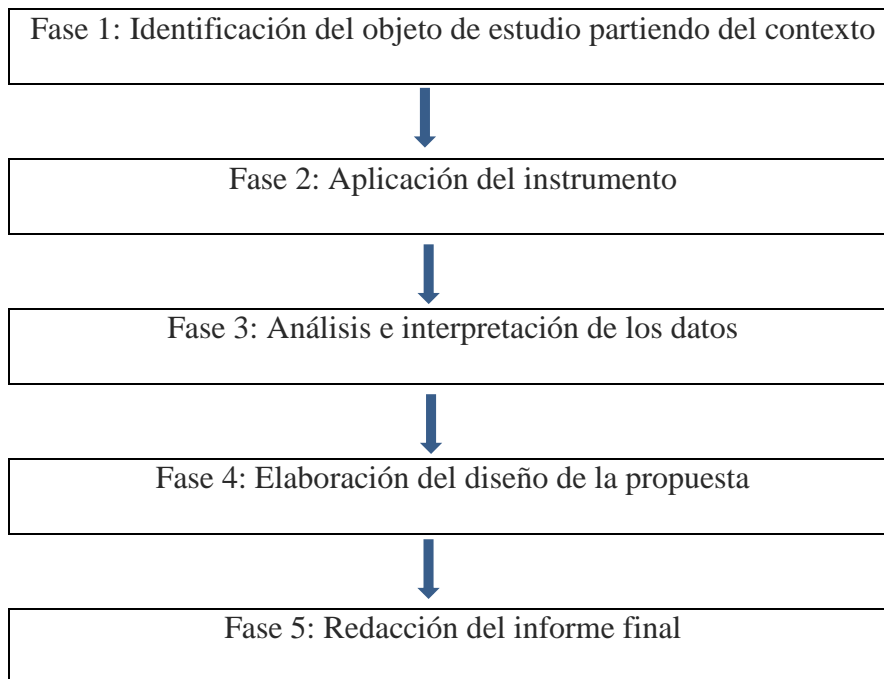 Fase 1: Identificación del objeto de estudio partiendo del contexto
Fase 2: Aplicación del instrumento
Fase 3: Análisis e interpretación de los datos
Fase 4: Elaboración del diseño de la propuesta
Fase 5: Redacción del informe final